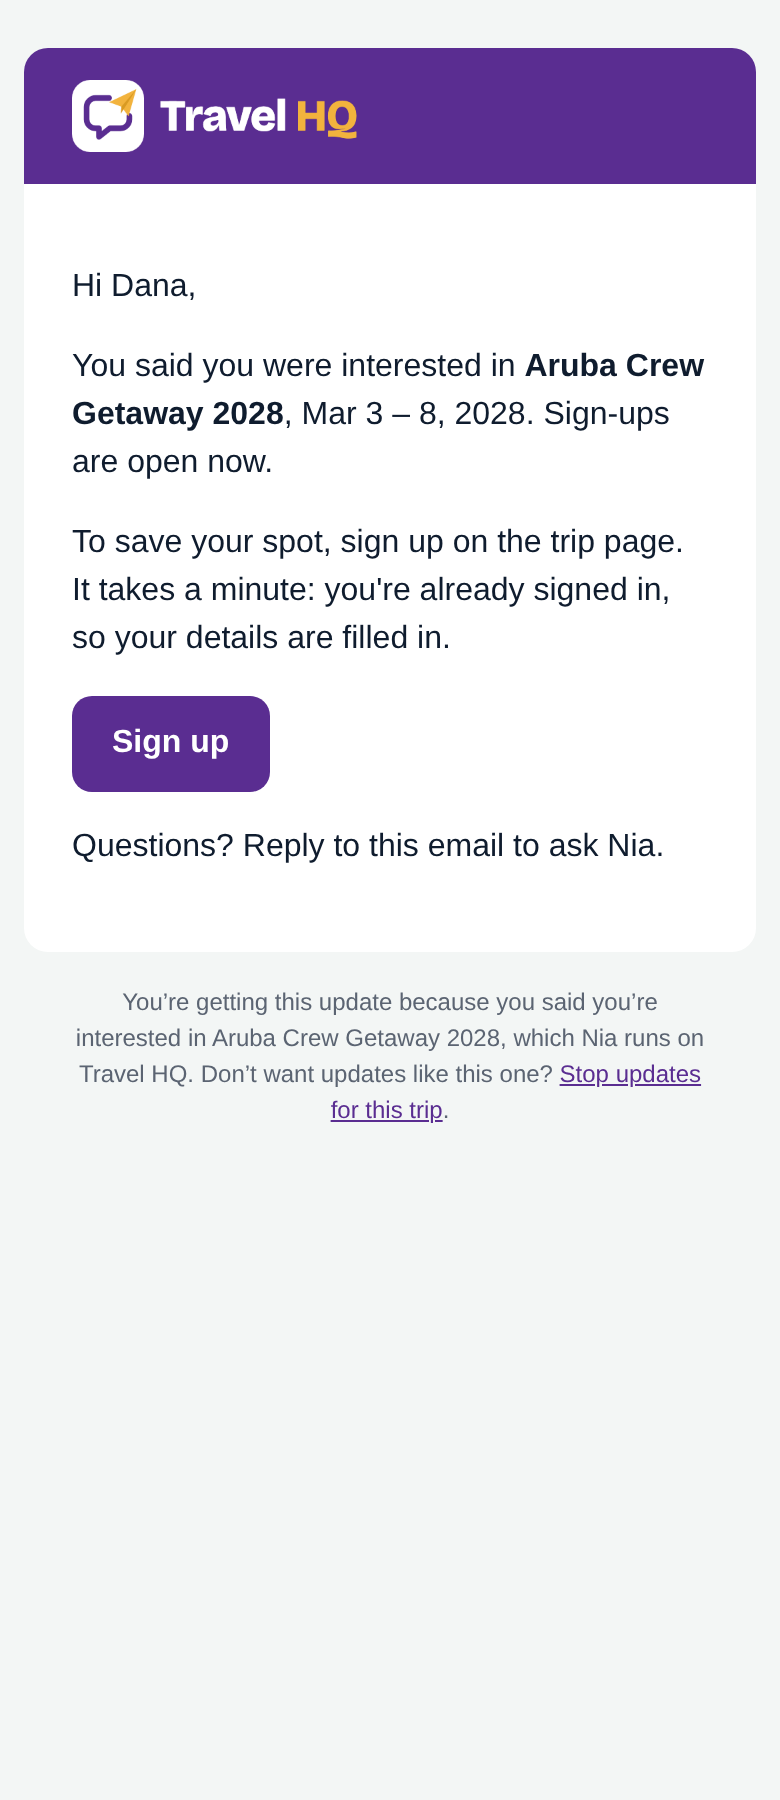 Travel HQ
Hi Dana,
You said you were interested in Aruba Crew
Getaway 2028, Mar 3 – 8, 2028. Sign-ups
are open now.
To save your spot, sign up on the trip page.
It takes a minute: you're already signed in,
so your details are filled in.
Sign up
Questions? Reply to this email to ask Nia.
You’re getting this update because you said you’re
interested in Aruba Crew Getaway 2028, which Nia runs on
Travel HQ. Don’t want updates like this one? Stop updates
for this trip.